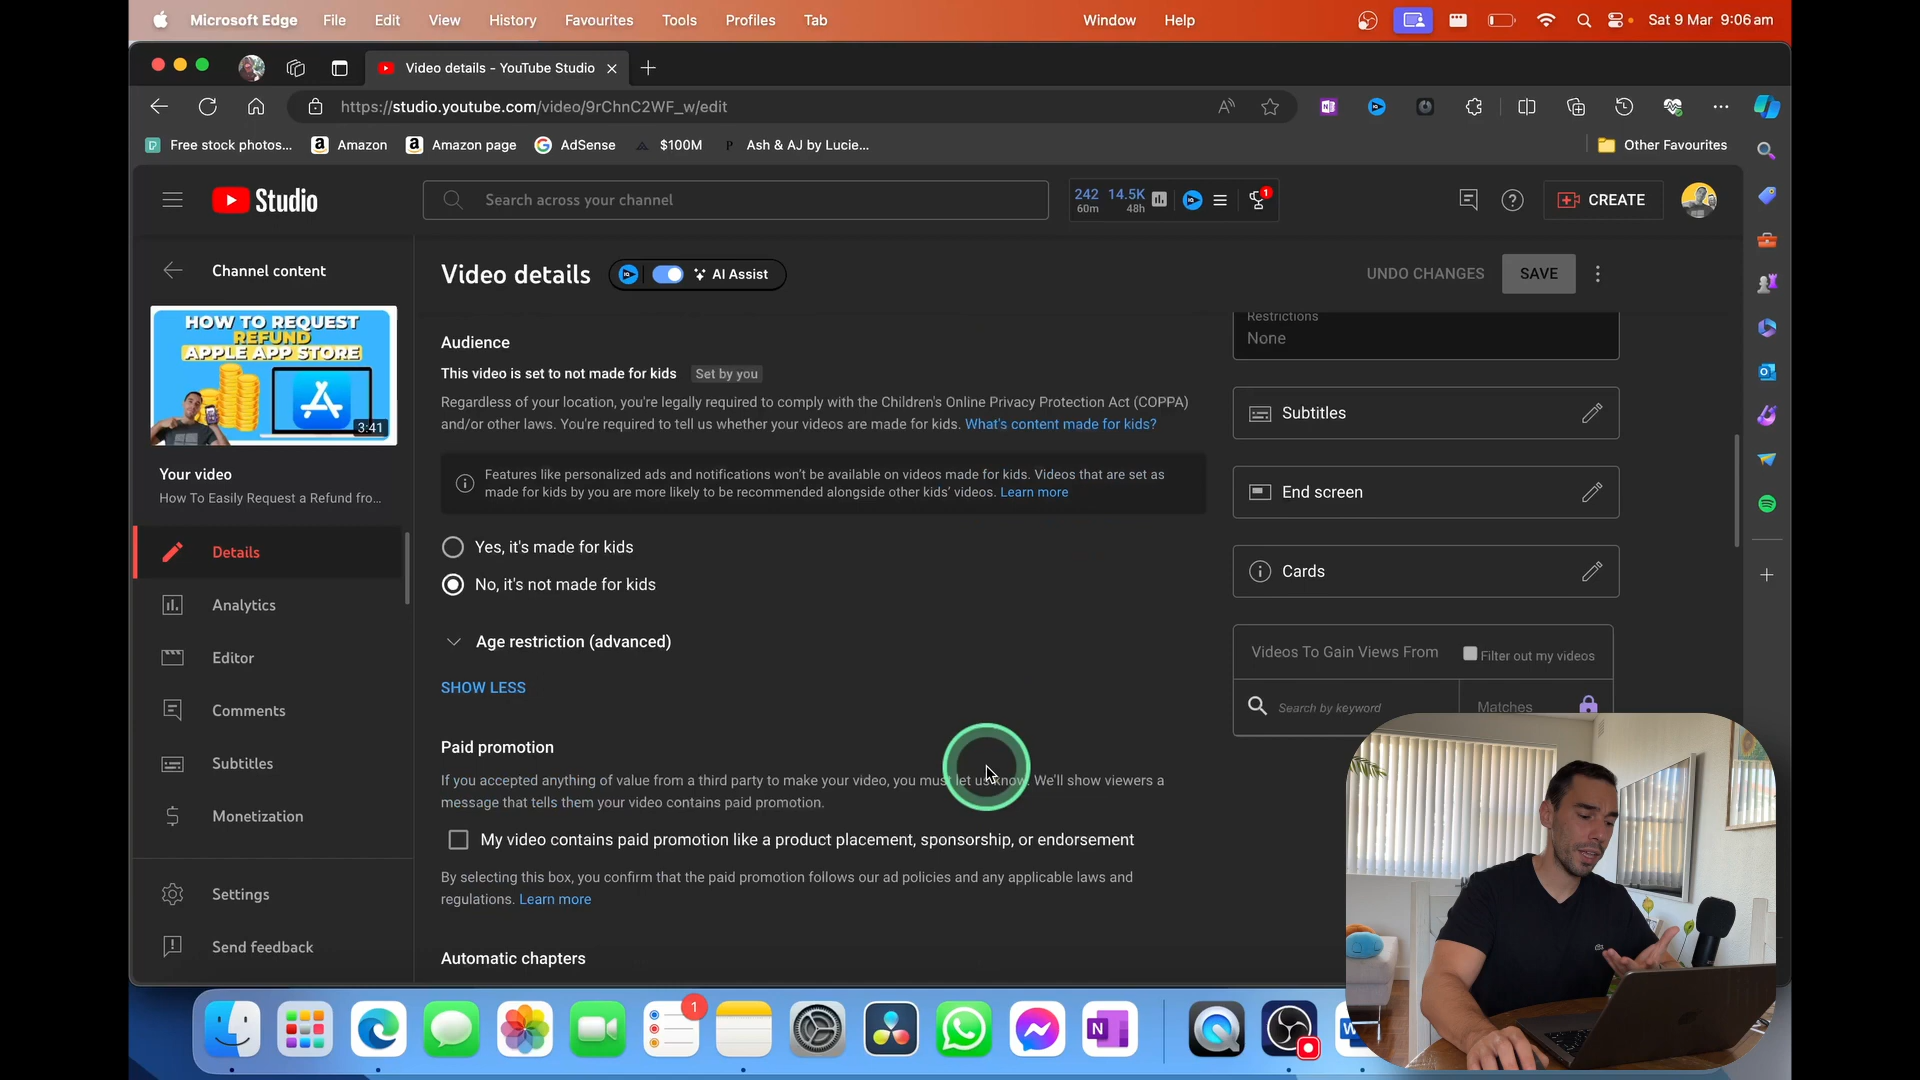 Microsoft Edge File Edit View History Favourites Tools Profiles Tab Window Help Sat 9 Mar 9:06 am
Video details - YouTube Studio
https://studio.youtube.com/video/9rChnC2WF_w/edit
Free stock photos... Amazon Amazon page AdSense $100M Ash & AJ by Lucie... Other Favourites
Studio
Search across your channel
242 14.5K
60m 48h
1
CREATE
Channel content
Video details
AI Assist
UNDO CHANGES
SAVE
HOW TO REQUEST
REFUND
APPLE APP STORE
3:41
Your video
How To Easily Request a Refund fro...
Details
Analytics
Editor
Comments
Subtitles
Monetization
Settings
Send feedback
Audience
This video is set to not made for kids Set by you
Regardless of your location, you're legally required to comply with the Children's Online Privacy Protection Act (COPPA)
and/or other laws. You're required to tell us whether your videos are made for kids. What's content made for kids?
Features like personalized ads and notifications won't be available on videos made for kids. Videos that are set as
made for kids by you are more likely to be recommended alongside other kids' videos. Learn more
Yes, it's made for kids
No, it's not made for kids
Age restriction (advanced)
SHOW LESS
Paid promotion
If you accepted anything of value from a third party to make your video, you must let us know. We'll show viewers a
message that tells them your video contains paid promotion.
My video contains paid promotion like a product placement, sponsorship, or endorsement
By selecting this box, you confirm that the paid promotion follows our ad policies and any applicable laws and
regulations. Learn more
Automatic chapters
Restrictions
None
Subtitles
End screen
Cards
Videos To Gain Views From
Filter out my videos
Search by keyword
Matches
1